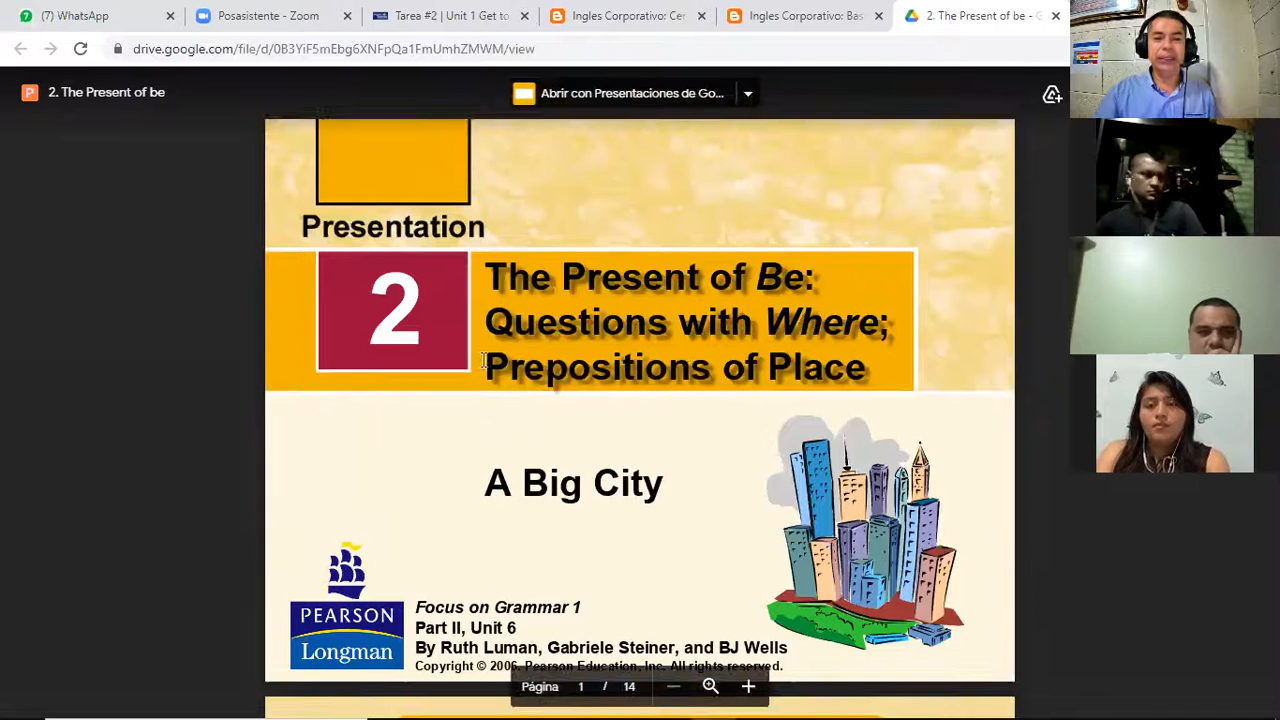 (7) WhatsApp
Posasistente - Zoom
Tarea #2 | Unit 1 Get to
Ingles Corporativo: Cer
Ingles Corporativo: Bas
2. The Present of be - G
drive.google.com/file/d/0B3YiF5mEbg6XNFpQa1FmUmhZMWM/view
2. The Present of be
Abrir con Presentaciones de Go...
Presentation
2
The Present of Be:
Questions with Where;
Prepositions of Place
A Big City
PEARSON
Longman
Focus on Grammar 1
Part II, Unit 6
By Ruth Luman, Gabriele Steiner, and BJ Wells
Copyright © 2006. Pearson Education, Inc. All rights reserved.
Página 1 / 14